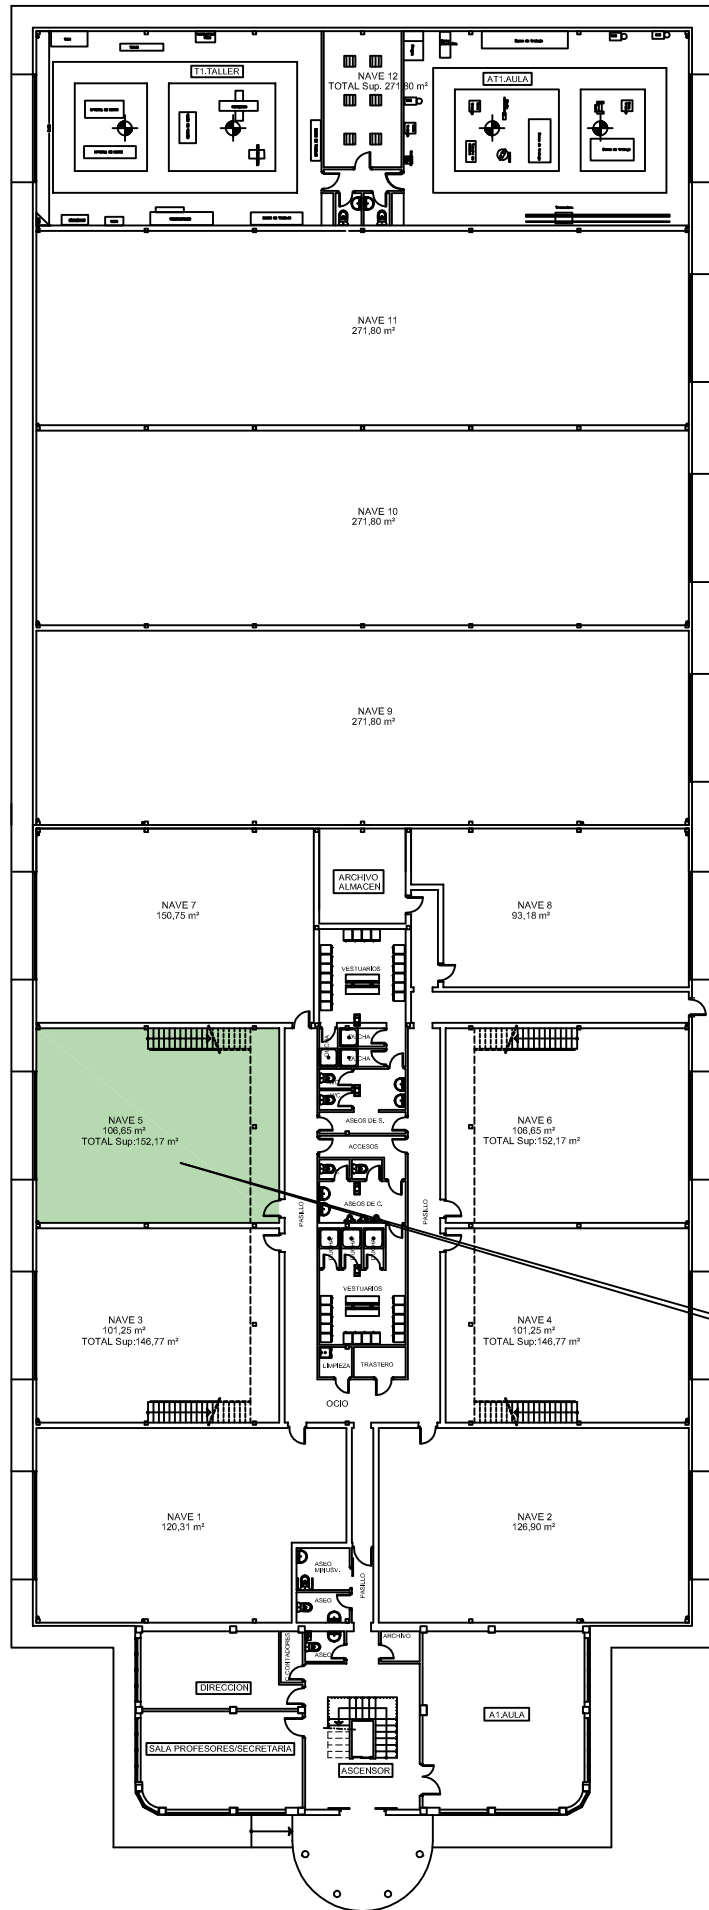 T1.TALLER
NAVE 12
TOTAL Sup. 271,80 m²
AT1.AULA
NAVE 11
271,80 m²
NAVE 10
271,80 m²
NAVE 9
271,80 m²
ARCHIVO
ALMACEN
NAVE 7
150,75 m²
NAVE 8
93,18 m²
VESTUARIOS
DUCHA
DUCHA
NAVE 5
106,65 m²
TOTAL Sup:152,17 m²
NAVE 6
106,65 m²
TOTAL Sup:152,17 m²
ASEOS DE S.
ACCESOS
ASEOS DE C.
PASILLO
PASILLO
VESTUARIOS
NAVE 3
101,25 m²
TOTAL Sup:146,77 m²
NAVE 4
101,25 m²
TOTAL Sup:146,77 m²
LIMPIEZA
TRASTERO
OCIO
NAVE 1
120,31 m²
NAVE 2
126,90 m²
ASEO
MINUSV.
PASILLO
ASEO
ASEO
ARCHIVO
C.CONTADORES
DIRECCION
A1.AULA
SALA PROFESORES/SECRETARIA
ASCENSOR